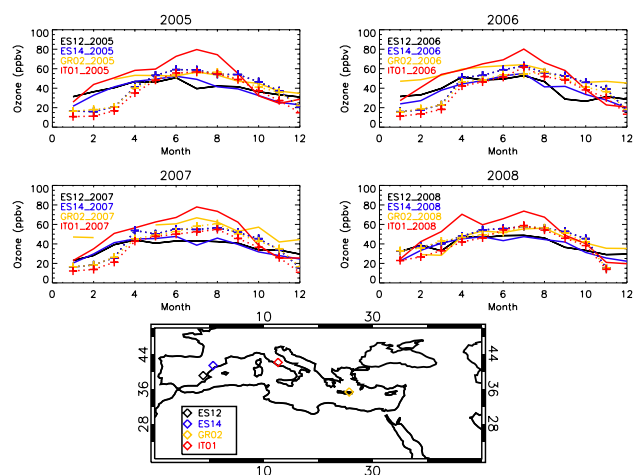 2005
2006
Ozone (ppbv)
100
80
60
40
20
0
ES12_2005
ES14_2005
GR02_2005
IT01_2005
0 2 4 6 8 10 12
Month
Ozone (ppbv)
100
80
60
40
20
0
ES12_2006
ES14_2006
GR02_2006
IT01_2006
0 2 4 6 8 10 12
Month
2007
2008
Ozone (ppbv)
100
80
60
40
20
0
ES12_2007
ES14_2007
GR02_2007
IT01_2007
0 2 4 6 8 10 12
Month
Ozone (ppbv)
100
80
60
40
20
0
ES12_2008
ES14_2008
GR02_2008
IT01_2008
0 2 4 6 8 10 12
Month
10 30
44
36
28
44
36
28
ES12
ES14
GR02
IT01
10 30